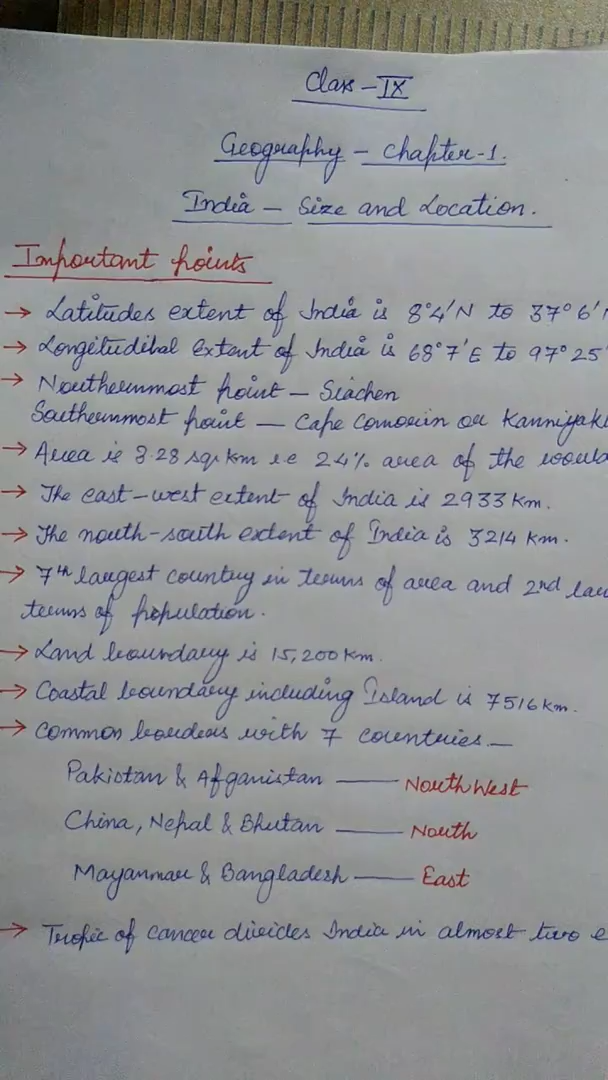 Class - IX
Geography - Chapter-1.
India - Size and Location.
Important points
→ Latitudes extent of India is 8°4'N to 37°6'
→ Longitudibal extent of India is 68°7'E to 97°25'
→ Northernmost point - Siachen
Southernmost point - Cape Comorin or Kanniyak
→ Area is 3.28 sq. km i.e 2.4% area of the world
→ The east-west extent of India is 2933 km.
→ The north-south extent of India is 3214 km.
→ 7th largest country in terms of area and 2nd la
terms of population.
→ Land boundary is 15,200 km.
→ Coastal boundary including Island is 7516 km.
→ Common borders with 7 countries -
Pakistan & Afganistan — North West
China, Nepal & Bhutan — North
Mayanmar & Bangladesh — East
→ Tropic of cancer divides India in almost two e